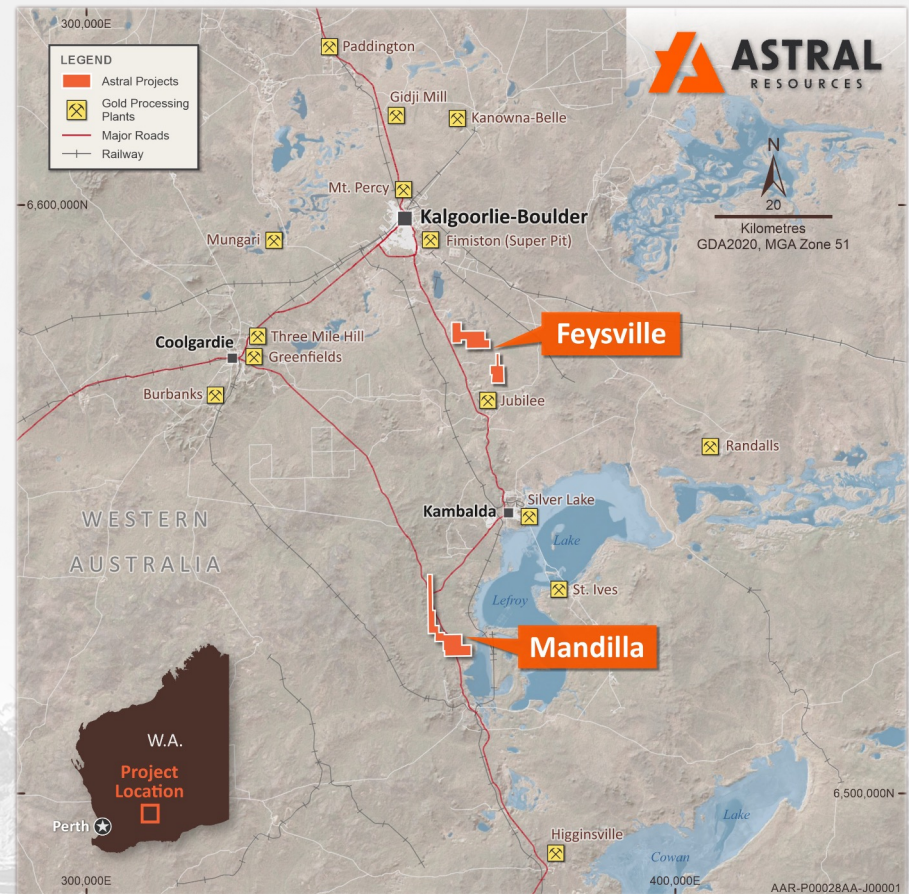 300,000E
LEGEND
Astral Projects
Gold Processing
Plants
Major Roads
Railway
ASTRAL
RESOURCES
Paddington
Gidji Mill
Kanowna-Belle
N
20
Kilometres
GDA2020, MGA Zone 51
Mt. Percy
6,600,000N
Kalgoorlie-Boulder
Mungari
Fimiston (Super Pit)
Three Mile Hill
Coolgardie
Greenfields
Feysville
Burbanks
Jubilee
Randalls
Silver Lake
Kambalda
WESTERN
AUSTRALIA
Lake
Lefroy
St. Ives
Mandilla
W.A.
Project
Location
Perth
6,500,000N
Higginsville
Lake
Cowan
300,000E
400,000E
AAR-P00028AA-J00001